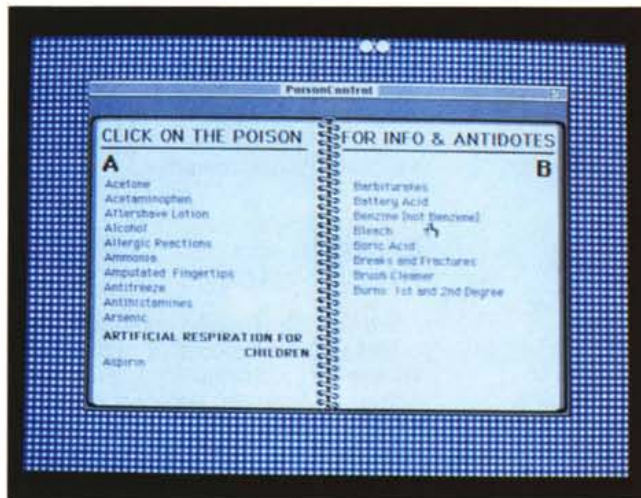 PoisonControl
CLICK ON THE POISON
A
Acetone
Acetaminophen
Aftershave Lotion
Alcohol
Allergic Reactions
Ammonia
Amputated Fingertips
Antifreeze
Antihistamines
Arsenic
ARTIFICIAL RESPIRATION FOR
CHILDREN
Aspirin
FOR INFO & ANTIDOTES
B
Barbiturates
Battery Acid
Benzine (not Benzene)
Bleach
Boric Acid
Breaks and Fractures
Brush Cleaner
Burns: 1st and 2nd Degree